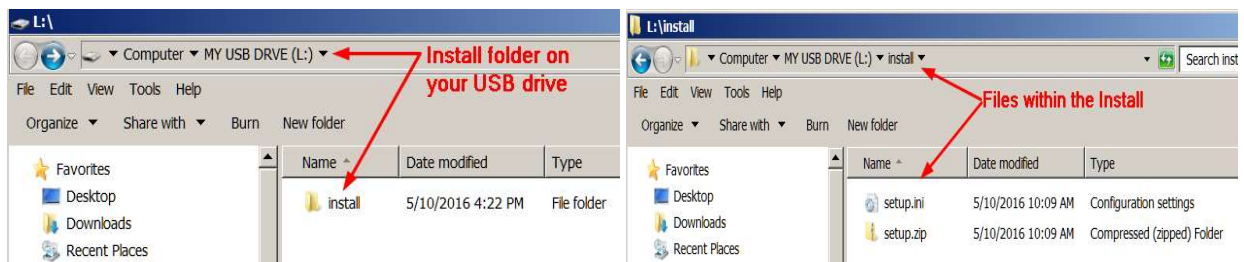 L:\
Computer ▾ MY USB DRVE (L:) ▾
Install folder on
your USB drive
File Edit View Tools Help
Organize ▾ Share with ▾ Burn New folder
Favorites
Desktop
Downloads
Recent Places
Name Date modified Type
install 5/10/2016 4:22 PM File folder
L:\install
Computer ▾ MY USB DRVE (L:) ▾ install ▾
Search inst
File Edit View Tools Help
Files within the Install
Organize ▾ Share with ▾ Burn New folder
Favorites
Desktop
Downloads
Recent Places
Name Date modified Type
setup.ini 5/10/2016 10:09 AM Configuration settings
setup.zip 5/10/2016 10:09 AM Compressed (zipped) Folder